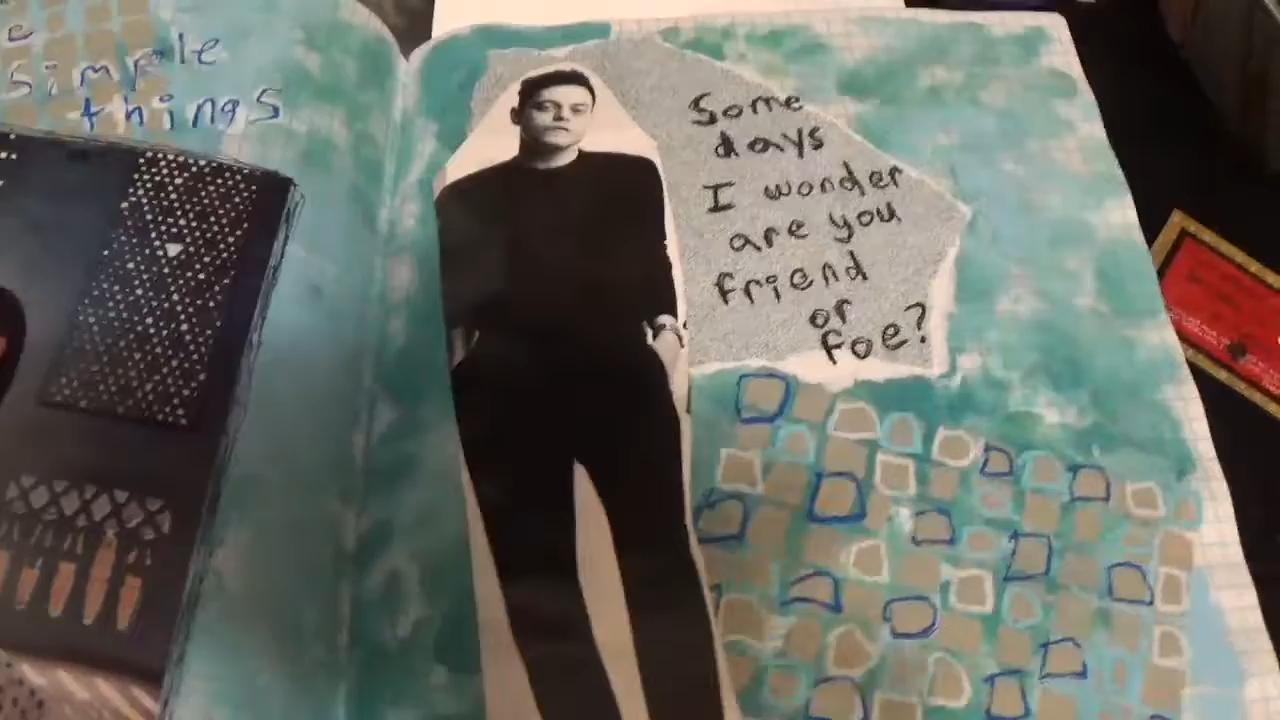 e
simple
things
Some
days
I wonder
are you
friend
or
foe?